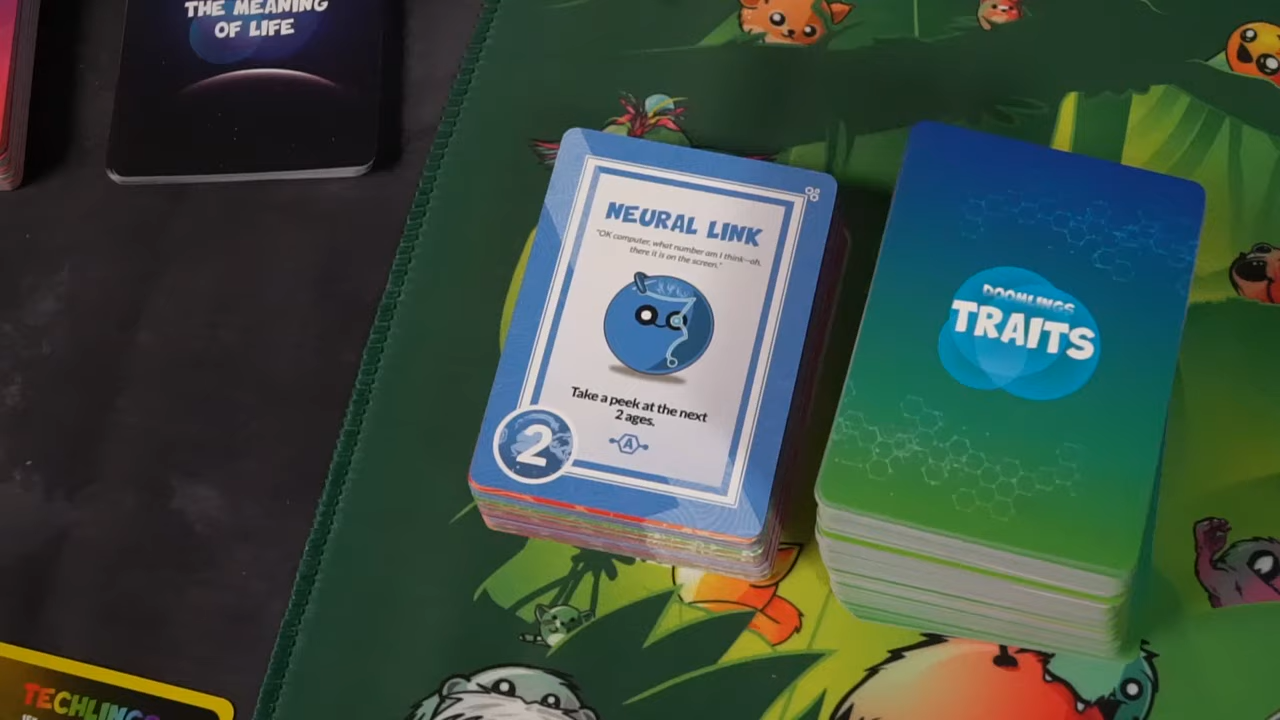 THE MEANING
OF LIFE
NEURAL LINK
"OK computer, what number am I think—oh,
there it is on the screen."
Take a peek at the next
2 ages.
A
2
DOOMLINGS
TRAITS
TECHLINGS